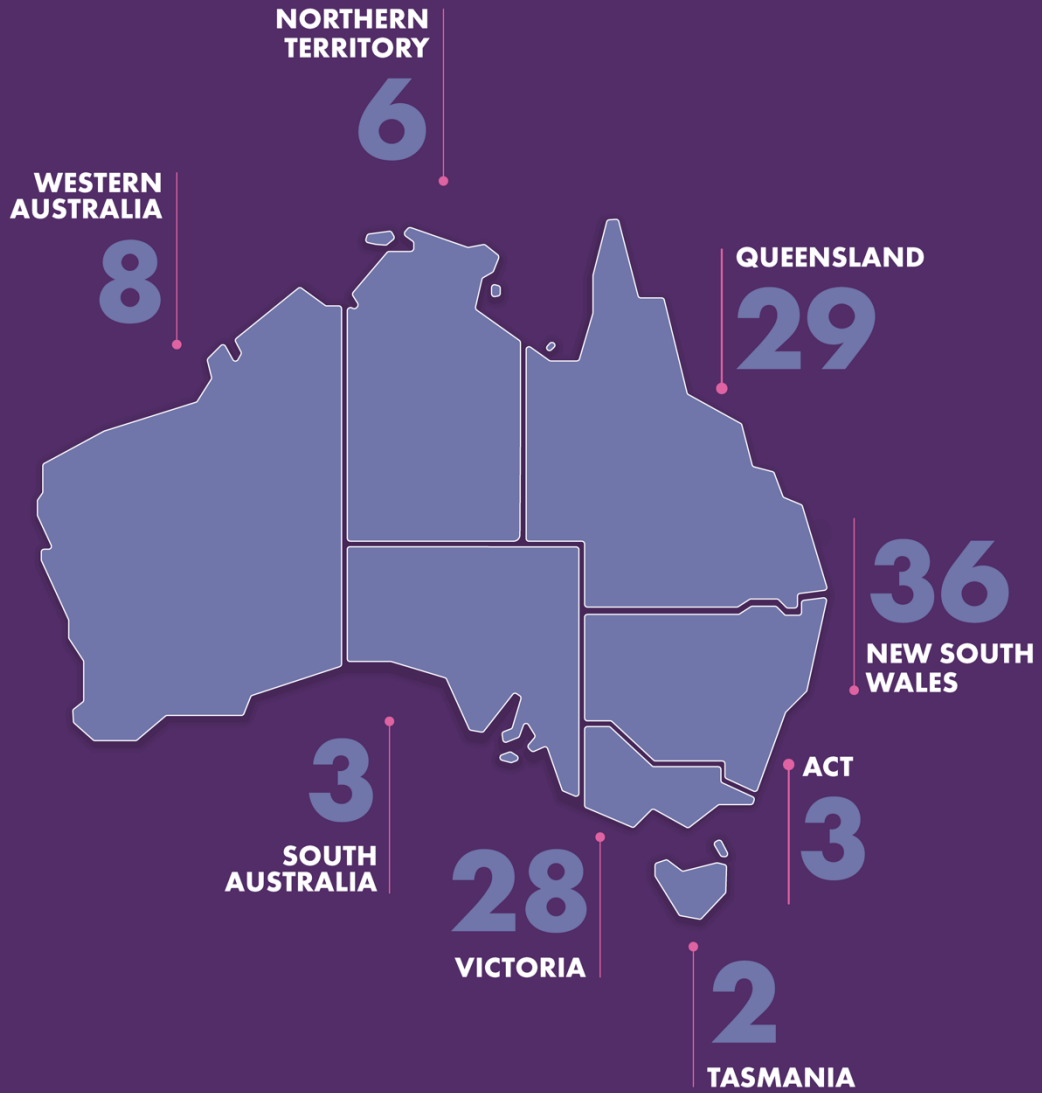 NORTHERN
TERRITORY
6
WESTERN
AUSTRALIA
8
QUEENSLAND
29
36
NEW SOUTH
WALES
ACT
3
3
SOUTH
AUSTRALIA
28
VICTORIA
2
TASMANIA